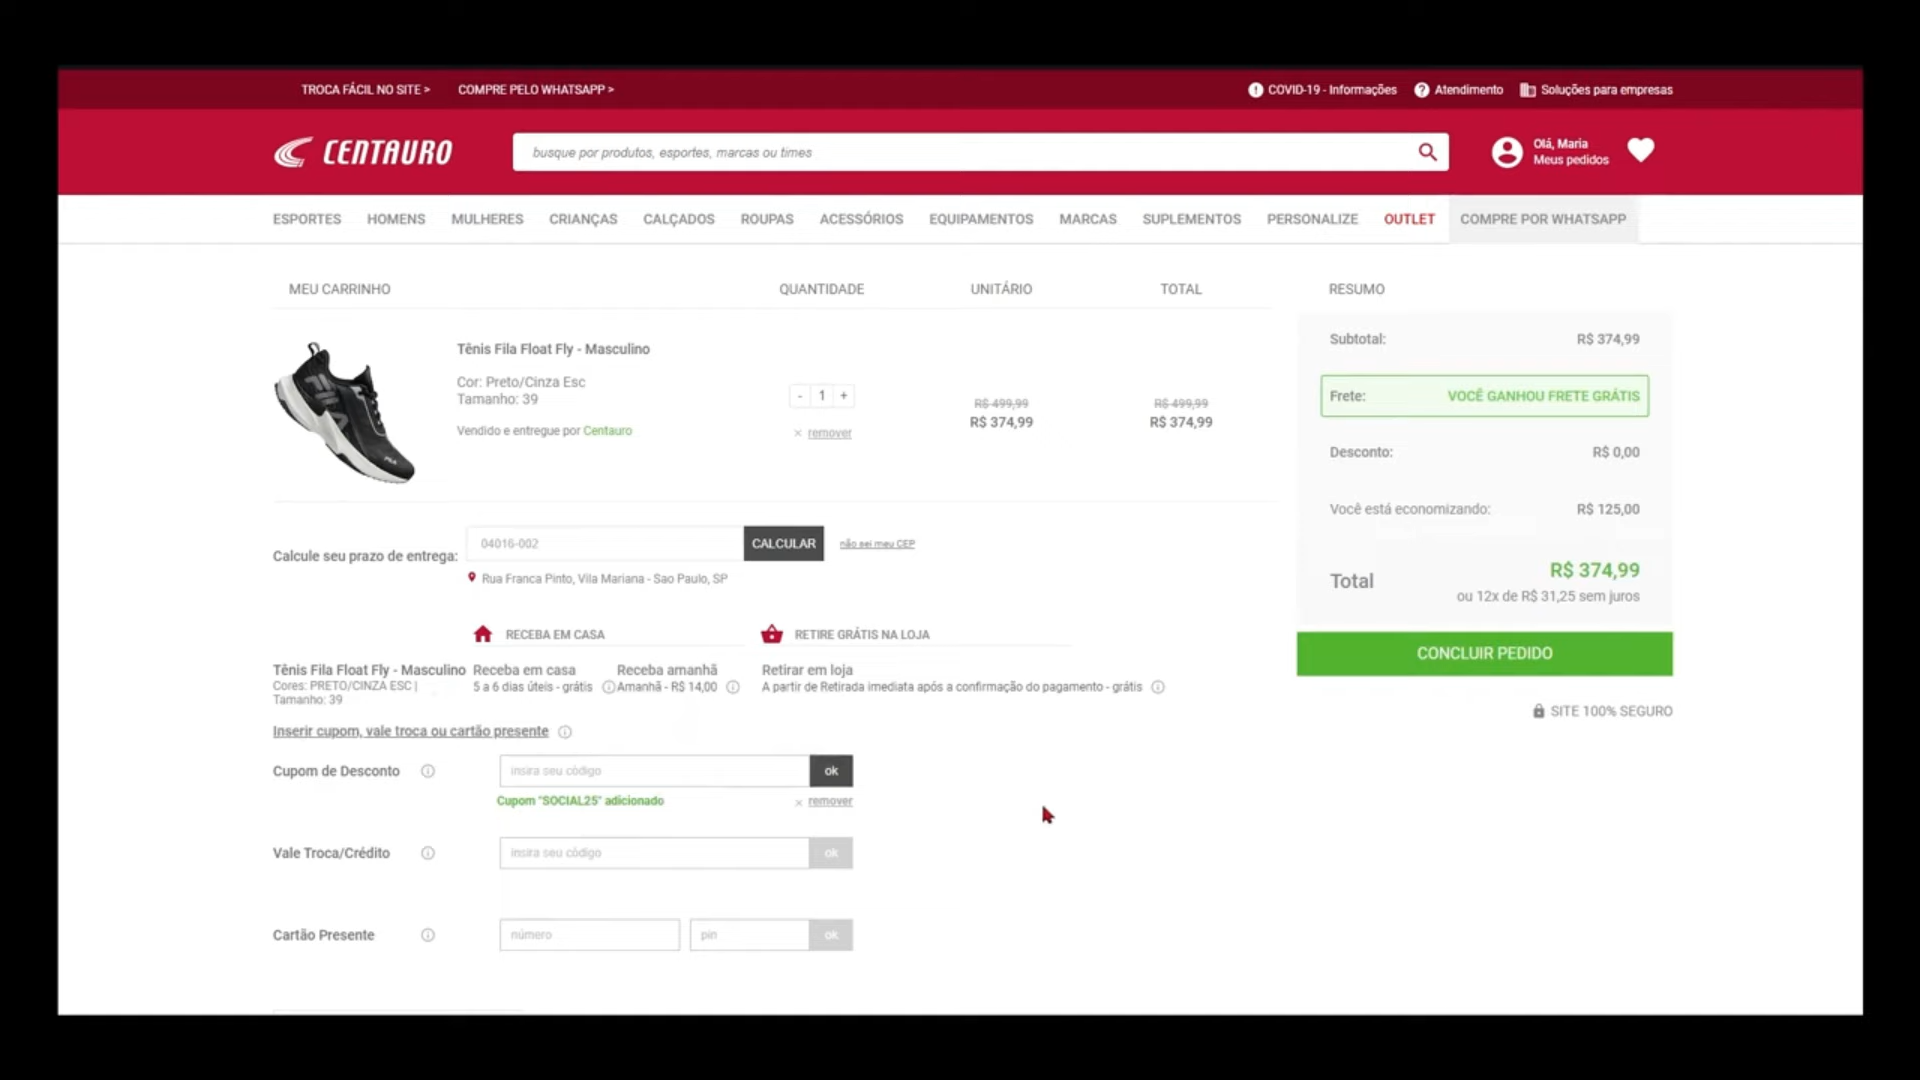 TROCA FÁCIL NO SITE > COMPRE PELO WHATSAPP > COVID-19 - Informações Atendimento Soluções para empresas
CENTAURO busque por produtos, esportes, marcas ou times Olá, Maria
Meus pedidos
ESPORTES HOMENS MULHERES CRIANÇAS CALÇADOS ROUPAS ACESSÓRIOS EQUIPAMENTOS MARCAS SUPLEMENTOS PERSONALIZE OUTLET COMPRE POR WHATSAPP
MEU CARRINHO QUANTIDADE UNITÁRIO TOTAL
Tênis Fila Float Fly - Masculino
Cor: Preto/Cinza Esc
Tamanho: 39
Vendido e entregue por Centauro
- 1 +
× remover
R$ 499,99
R$ 374,99
R$ 499,99
R$ 374,99
RESUMO
Subtotal: R$ 374,99
Frete: VOCÊ GANHOU FRETE GRÁTIS
Desconto: R$ 0,00
Você está economizando: R$ 125,00
Total R$ 374,99
ou 12x de R$ 31,25 sem juros
CONCLUIR PEDIDO
SITE 100% SEGURO
Calcule seu prazo de entrega: 04016-002 CALCULAR não sei meu CEP
Rua Franca Pinto, Vila Mariana - Sao Paulo, SP
RECEBA EM CASA RETIRE GRÁTIS NA LOJA
Tênis Fila Float Fly - Masculino Receba em casa Receba amanhã Retirar em loja
Cores: PRETO/CINZA ESC | 5 a 6 dias úteis - grátis Amanhã - R$ 14,00 A partir de Retirada imediata após a confirmação do pagamento - grátis
Tamanho: 39
Inserir cupom, vale troca ou cartão presente
Cupom de Desconto insira seu código ok
Cupom "SOCIAL25" adicionado × remover
Vale Troca/Crédito insira seu código ok
Cartão Presente número pin ok